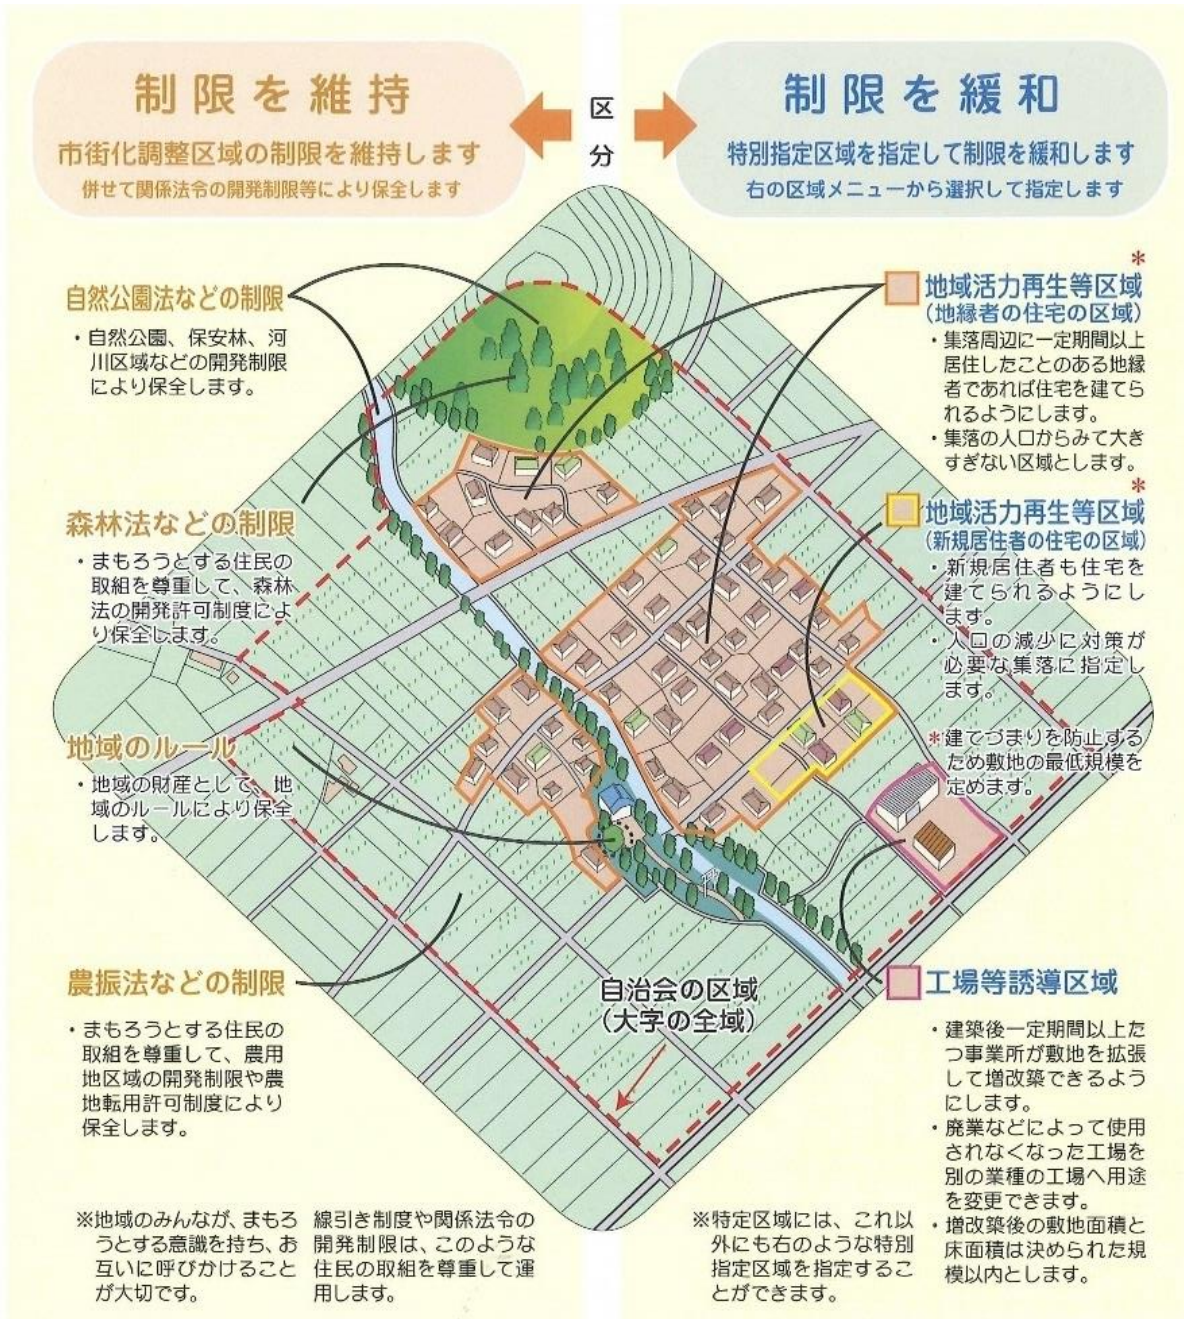 制限を維持
市街化調整区域の制限を維持します
併せて関係法令の開発制限等により保全します
区
分
制限を緩和
特別指定区域を指定して制限を緩和します
右の区域メニューから選択して指定します
自然公園法などの制限
・自然公園、保安林、河
川区域などの開発制限
により保全します。
森林法などの制限
・まもろうとする住民の
取組を尊重して、森林
法の開発許可制度によ
り保全します。
地域のルール
・地域の財産として、地
域のルールにより保全
します。
農振法などの制限
・まもろうとする住民の
取組を尊重して、農用
地区域の開発制限や農
地転用許可制度により
保全します。
※地域のみんなが、まもろ
うとする意識を持ち、お
互いに呼びかけること
が大切です。
線引き制度や関係法令の
開発制限は、このような
住民の取組を尊重して運
用します。
自治会の区域
(大字の全域)
*
地域活力再生等区域
(地縁者の住宅の区域)
・集落周辺に一定期間以上
居住したことのある地縁
者であれば住宅を建てら
れるようにします。
・集落の人口からみて大き
すぎない区域とします。
*
地域活力再生等区域
(新規居住者の住宅の区域)
・新規居住者も住宅を
建てられるようにし
ます。
・人口の減少に対策が
必要な集落に指定し
ます。
*建てづまりを防止する
ため敷地の最低規模を
定めます。
工場等誘導区域
・建築後一定期間以上た
つ事業所が敷地を拡張
して増改築できるよう
にします。
・廃業などによって使用
されなくなった工場を
別の業種の工場へ用途
を変更できます。
・増改築後の敷地面積と
床面積は決められた規
模以内とします。
※特定区域には、これ以
外にも右のような特別
指定区域を指定するこ
とができます。